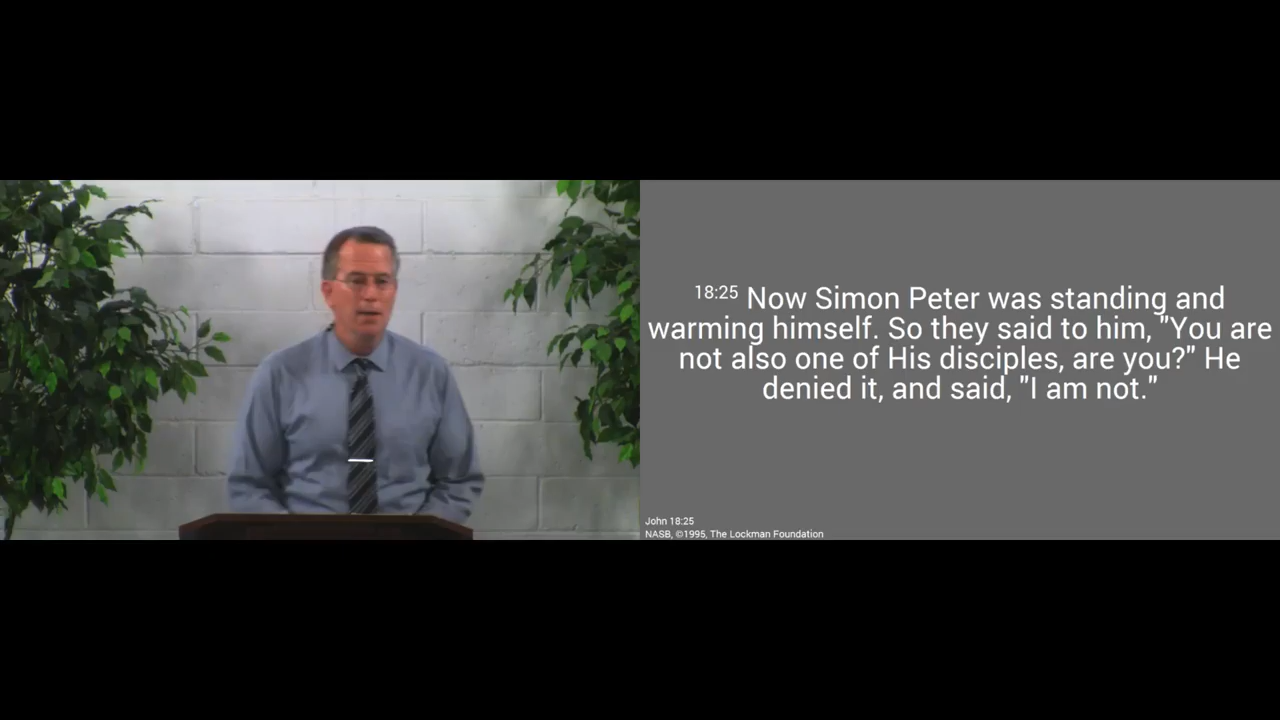 18:25 Now Simon Peter was standing and
warming himself. So they said to him, "You are
not also one of His disciples, are you?" He
denied it, and said, "I am not."
John 18:25
NASB, ©1995, The Lockman Foundation